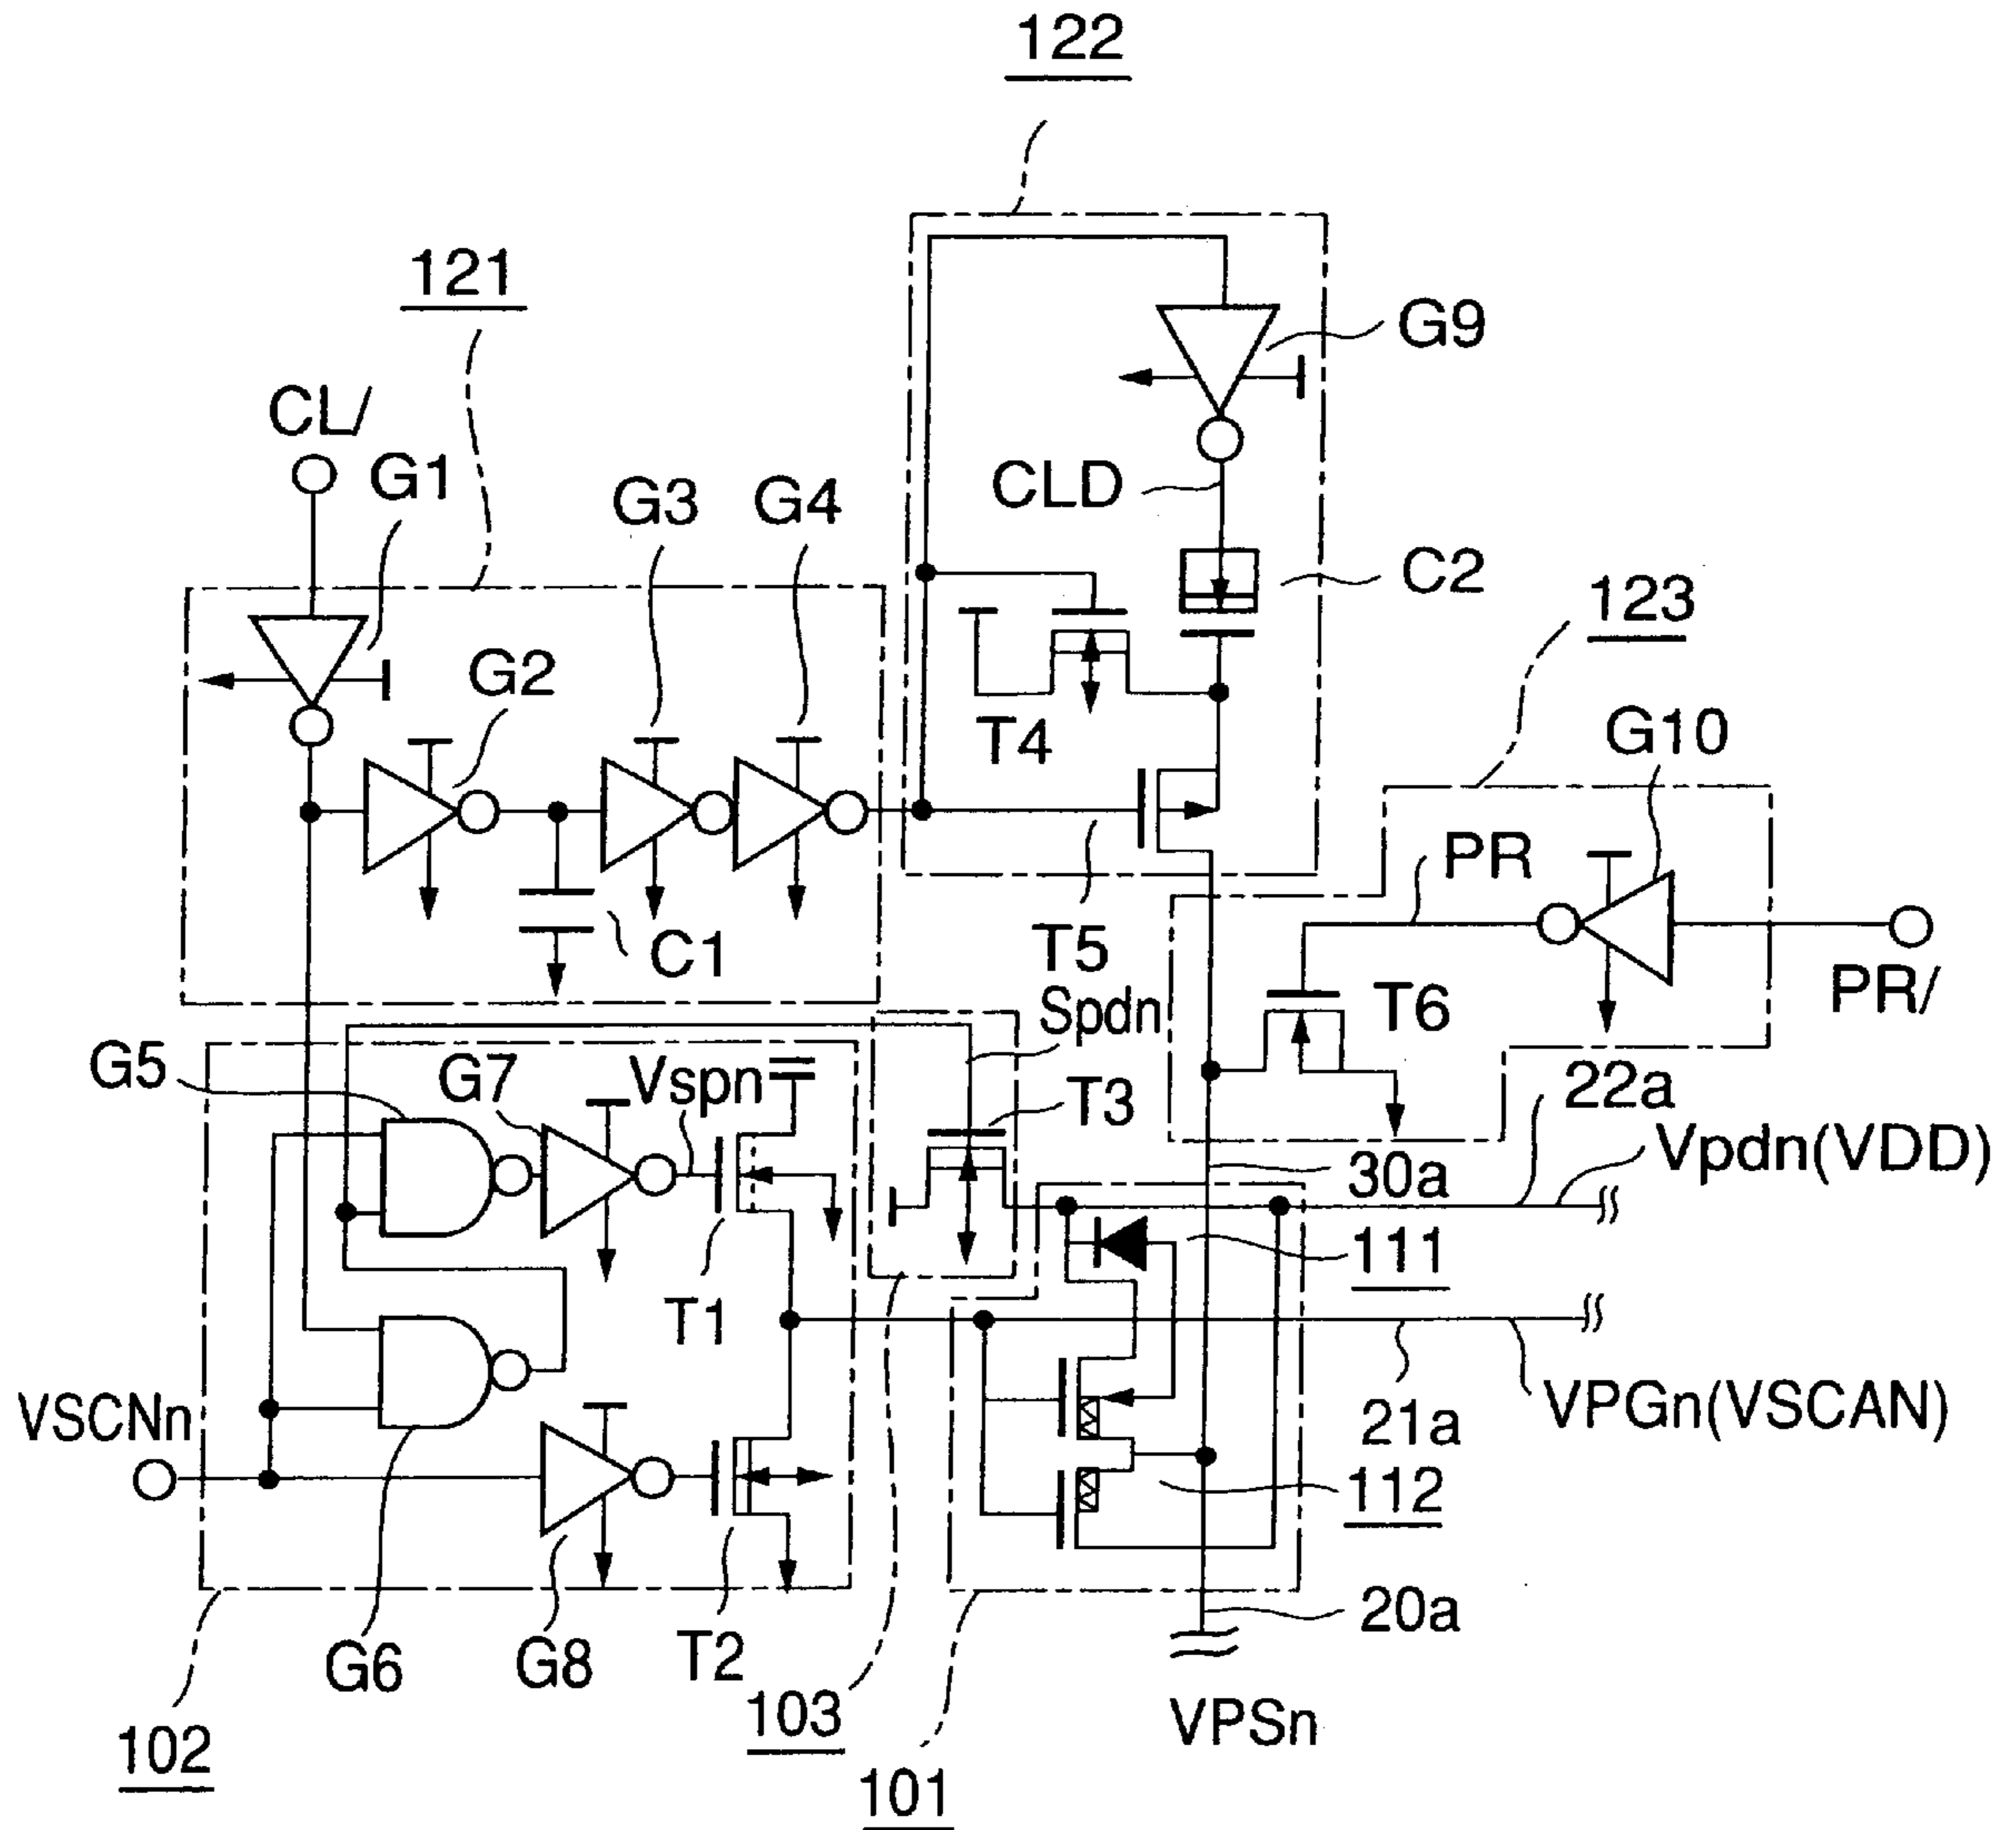 122
121
G9
CL/
G1
G3
G4
CLD
C2
123
G2
T4
G10
PR
T5
C1
T6
PR/
Spdn
G5
G7
Vspn
T3
22a
Vpdn(VDD)
30a
111
T1
VSCNn
21a
VPGn(VSCAN)
112
20a
G6
G8
T2
103
VPSn
102
101